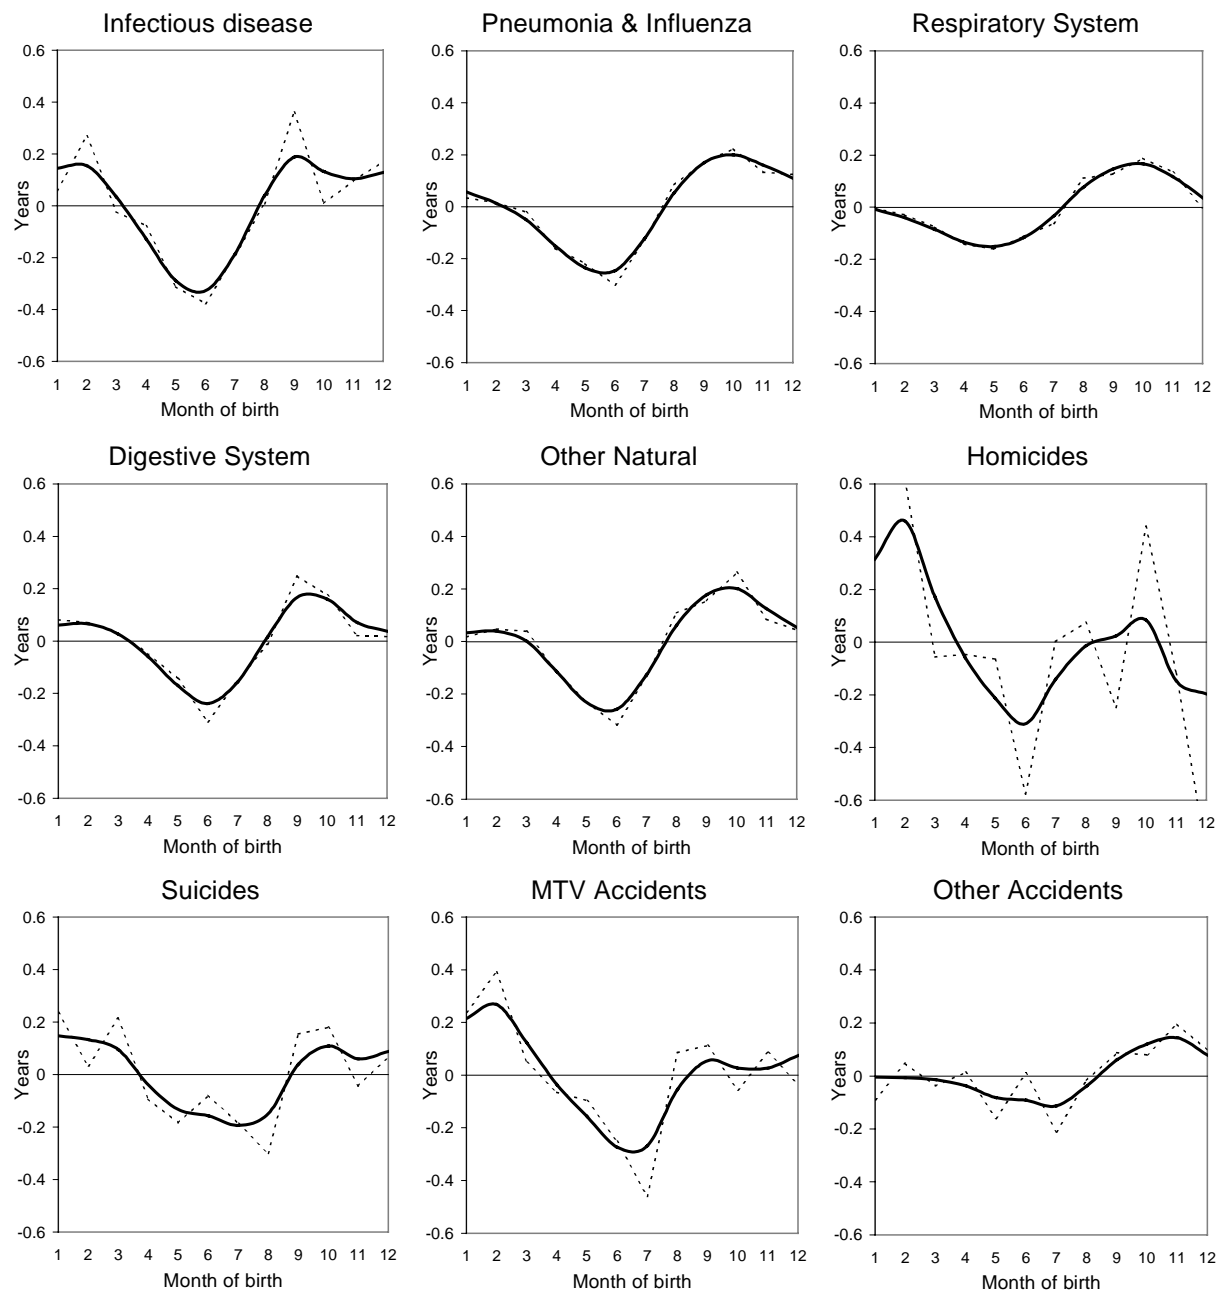 Infectious disease
0.6
0.4
0.2
0
-0.2
-0.4
-0.6
Years
1 2 3 4 5 6 7 8 9 10 11 12
Month of birth
Pneumonia & Influenza
0.6
0.4
0.2
0
-0.2
-0.4
-0.6
Years
1 2 3 4 5 6 7 8 9 10 11 12
Month of birth
Respiratory System
0.6
0.4
0.2
0
-0.2
-0.4
-0.6
Years
1 2 3 4 5 6 7 8 9 10 11 12
Month of birth
Digestive System
0.6
0.4
0.2
0
-0.2
-0.4
-0.6
Years
1 2 3 4 5 6 7 8 9 10 11 12
Month of birth
Other Natural
0.6
0.4
0.2
0
-0.2
-0.4
-0.6
Years
1 2 3 4 5 6 7 8 9 10 11 12
Month of birth
Homicides
0.6
0.4
0.2
0
-0.2
-0.4
-0.6
Years
1 2 3 4 5 6 7 8 9 10 11 12
Month of birth
Suicides
0.6
0.4
0.2
0
-0.2
-0.4
-0.6
Years
1 2 3 4 5 6 7 8 9 10 11 12
Month of birth
MTV Accidents
0.6
0.4
0.2
0
-0.2
-0.4
-0.6
Years
1 2 3 4 5 6 7 8 9 10 11 12
Month of birth
Other Accidents
0.6
0.4
0.2
0
-0.2
-0.4
-0.6
Years
1 2 3 4 5 6 7 8 9 10 11 12
Month of birth